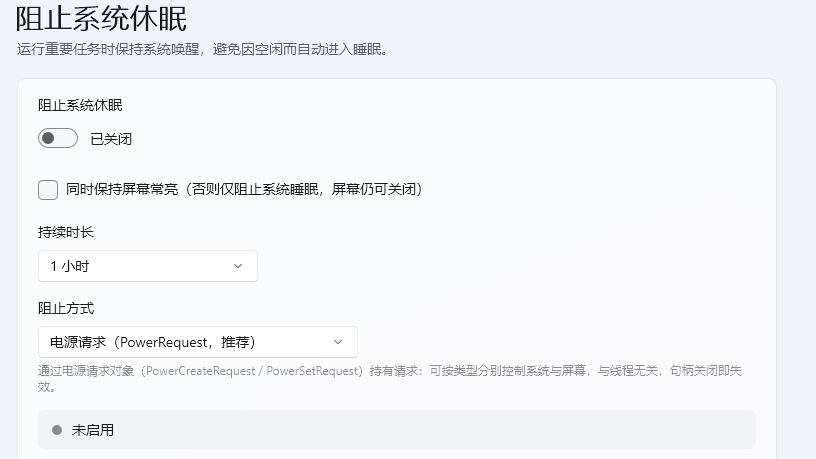 阻止系统休眠
运行重要任务时保持系统唤醒，避免因空闲而自动进入睡眠。
阻止系统休眠
已关闭
同时保持屏幕常亮（否则仅阻止系统睡眠，屏幕仍可关闭）
持续时长
1 小时
阻止方式
电源请求（PowerRequest，推荐）
通过电源请求对象（PowerCreateRequest / PowerSetRequest）持有请求：可按类型分别控制系统与屏幕，与线程无关，句柄关闭即失
效。
未启用